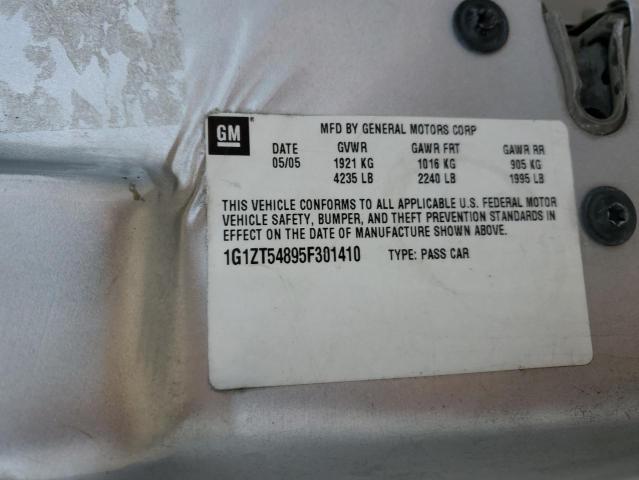 GM
MFD BY GENERAL MOTORS CORP
DATE GVWR GAWR FRT GAWR RR
05/05 1921 KG 1016 KG 905 KG
4235 LB 2240 LB 1995 LB
THIS VEHICLE CONFORMS TO ALL APPLICABLE U.S. FEDERAL MOTOR
VEHICLE SAFETY, BUMPER, AND THEFT PREVENTION STANDARDS IN
EFFECT ON THE DATE OF MANUFACTURE SHOWN ABOVE.
1G1ZT54895F301410 TYPE: PASS CAR